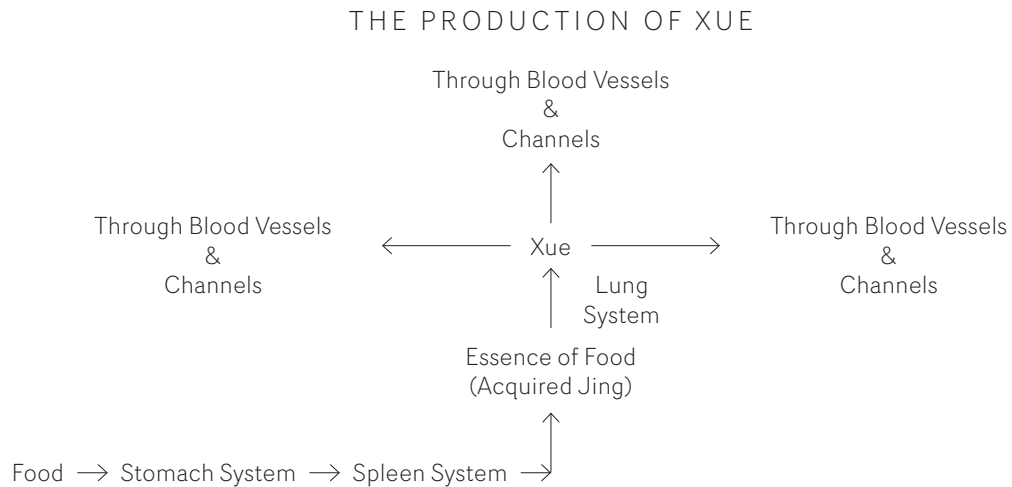 THE PRODUCTION OF XUE
Through Blood Vessels
&
Channels
Through Blood Vessels
&
Channels
Xue
Through Blood Vessels
&
Channels
Lung
System
Essence of Food
(Acquired Jing)
Food
Stomach System
Spleen System